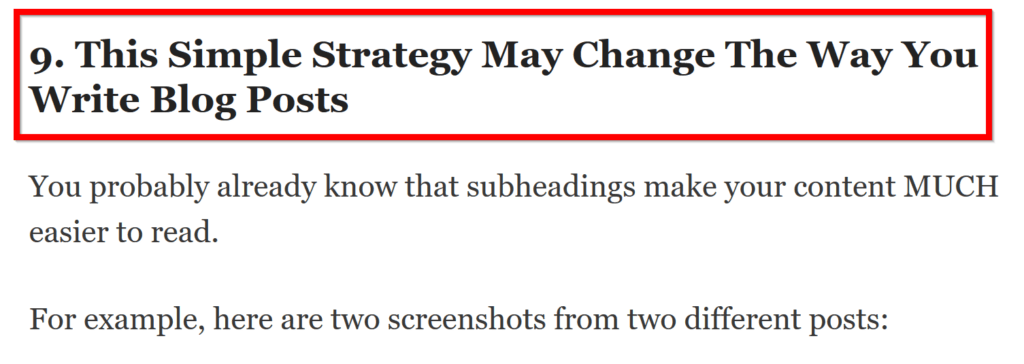 9. This Simple Strategy May Change The Way You
Write Blog Posts
You probably already know that subheadings make your content MUCH
easier to read.
For example, here are two screenshots from two different posts: